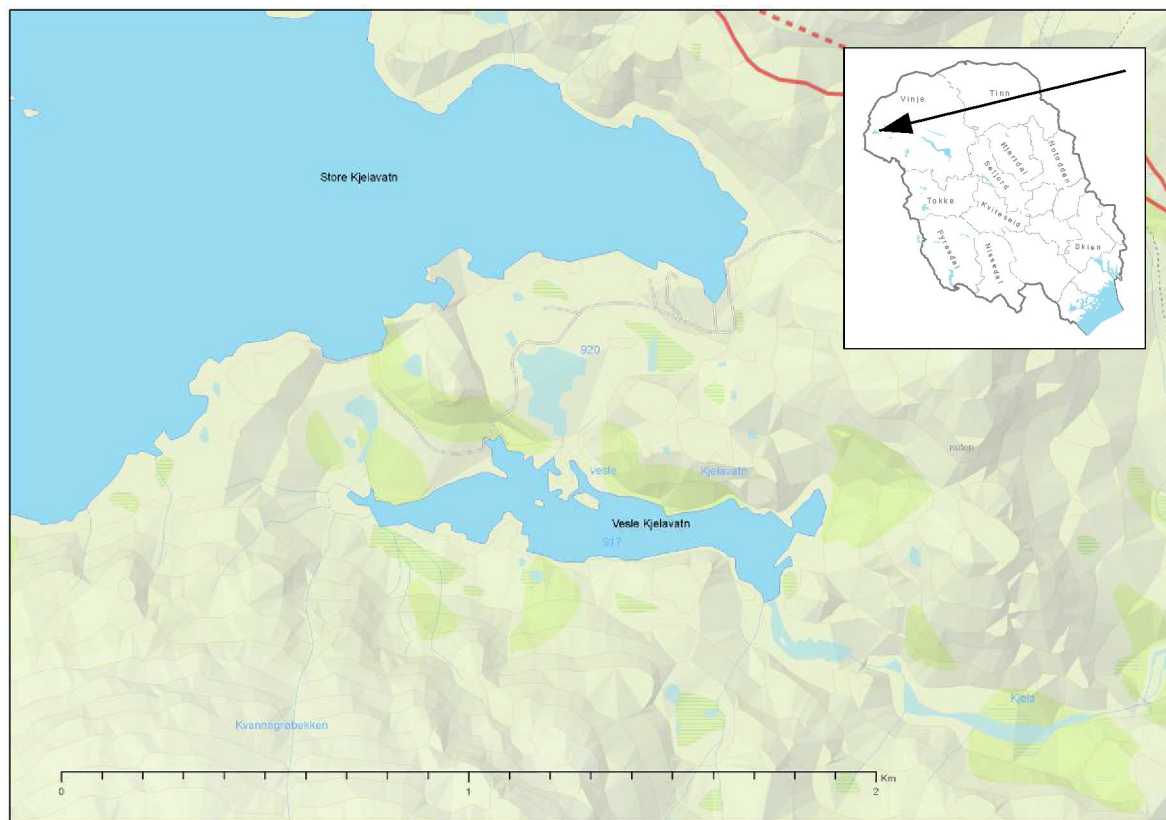 Store Kjelavatn
Vinje
Tinn
Hjartdal
Notodden
Seljord
Tokke
Kviteseid
Skien
Fyresdal
Nissedal
920
nuten
vesle
Kjelavatn
Vesle Kjelavatn
917
Kjela
Kvannagrøbekken
Km
0
1
2